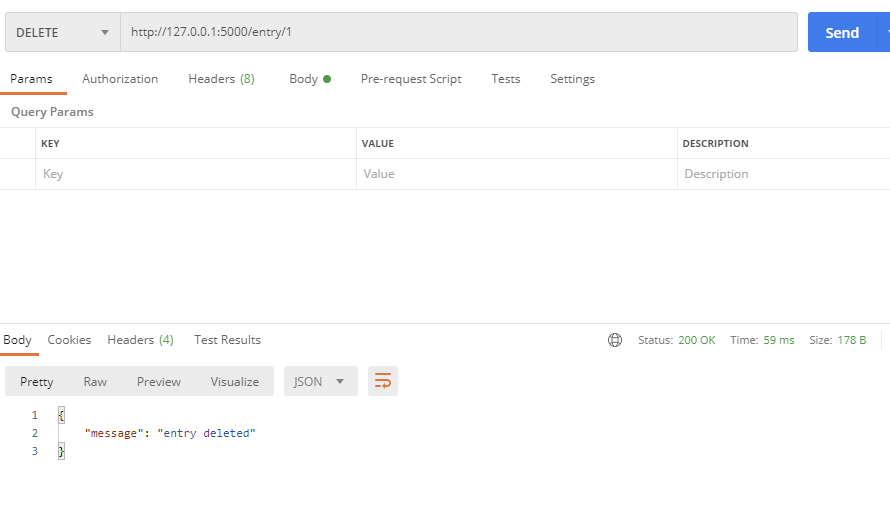 DELETE http://127.0.0.1:5000/entry/1 Send
Params Authorization Headers (8) Body Pre-request Script Tests Settings
Query Params
KEY VALUE DESCRIPTION
Key Value Description
Body Cookies Headers (4) Test Results Status: 200 OK Time: 59 ms Size: 178 B
Pretty Raw Preview Visualize JSON
1 {
2 "message": "entry deleted"
3 }